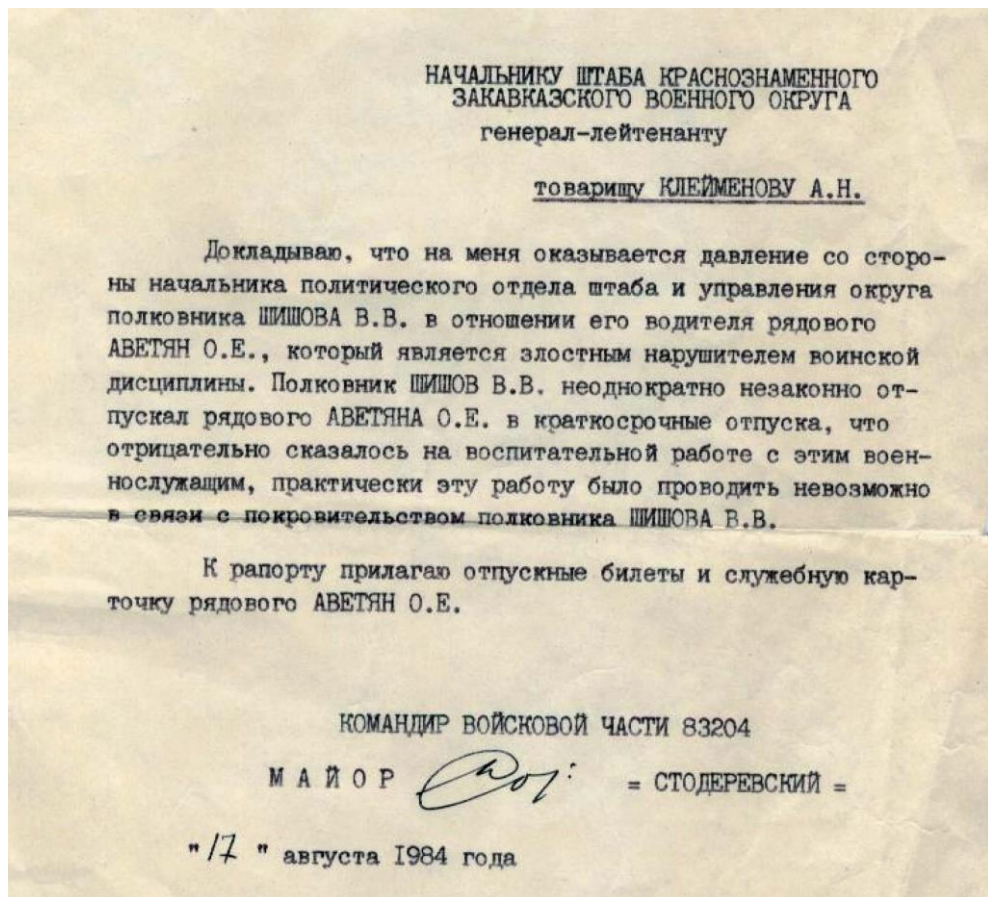 НАЧАЛЬНИКУ ШТАБА КРАСНОЗНАМЕННОГО
ЗАКАВКАЗСКОГО ВОЕННОГО ОКРУГА
генерал-лейтенанту
товарищу КЛЕЙМЕНОВУ А.Н.
Докладываю, что на меня оказывается давление со сторо-
ны начальника политического отдела штаба и управления округа
полковника ШИШОВА В.В. в отношении его водителя рядового
АВЕТЯН О.Е., который является злостным нарушителем воинской
дисциплины. Полковник ШИШОВ В.В. неоднократно незаконно от-
пускал рядового АВЕТЯНА О.Е. в краткосрочные отпуска, что
отрицательно сказалось на воспитательной работе с этим воен-
нослужащим, практически эту работу было проводить невозможно
в связи с покровительством полковника ШИШОВА В.В.
К рапорту прилагаю отпускные билеты и служебную кар-
точку рядового АВЕТЯН О.Е.
КОМАНДИР ВОЙСКОВОЙ ЧАСТИ 83204
М А Й О Р = СТОДЕРЕВСКИЙ =
"17 " августа I984 года